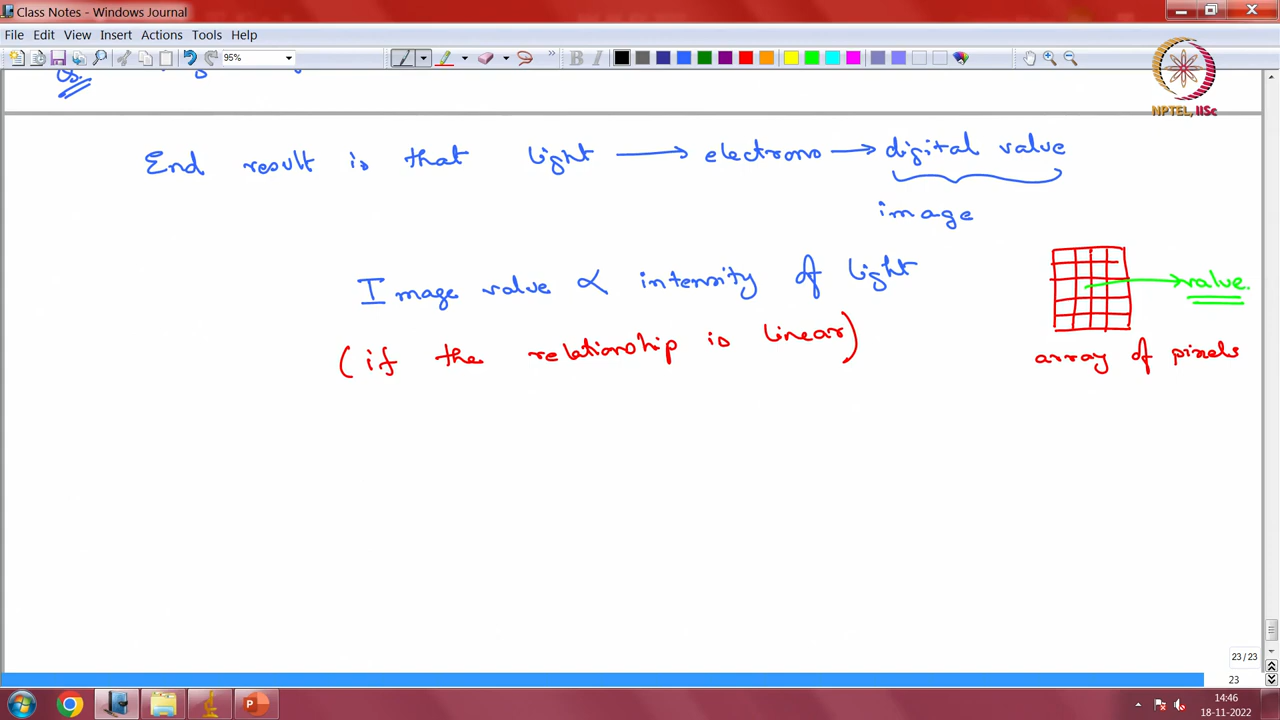 Class Notes - Windows Journal
File Edit View Insert Actions Tools Help
95%
B I
NPTEL, IISc
End result is that light → electrons → digital value
image
Image value ∝ intensity of light
value.
(if the relationship is linear)
array of pixels
23 / 23
23
P
14:46
18-11-2022